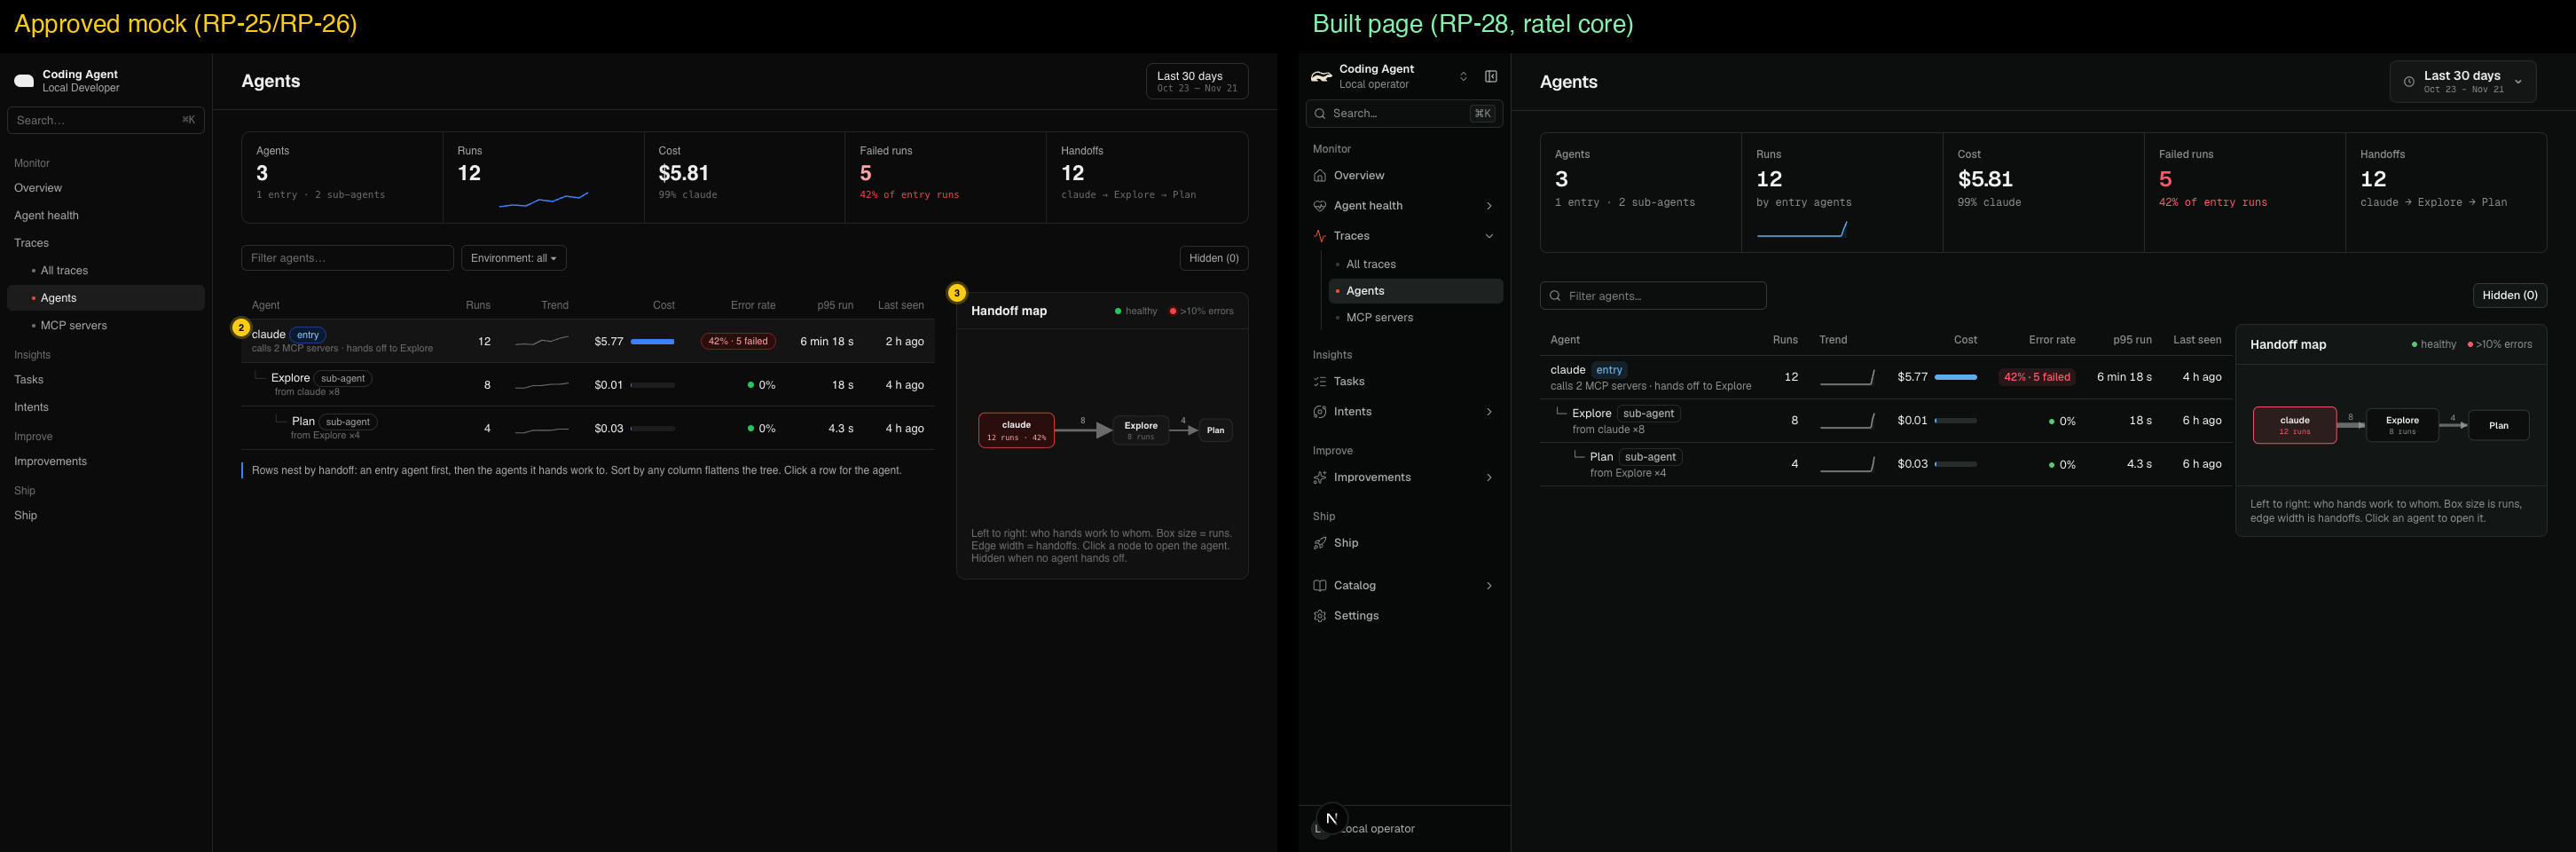 Approved mock (RP-25/RP-26)
Coding Agent
Local Developer
Search... ⌘K
Monitor
Overview
Agent health
Traces
• All traces
• Agents
• MCP servers
Insights
Tasks
Intents
Improve
Improvements
Ship
Ship
Agents
Last 30 days
Oct 23 – Nov 21
Agents
3
1 entry · 2 sub-agents
Runs
12
Cost
$5.81
99% claude
Failed runs
5
42% of entry runs
Handoffs
12
claude → Explore → Plan
Filter agents...
Environment: all ▾
Hidden (0)
Agent Runs Trend Cost Error rate p95 run Last seen
2
claude entry 12 $5.77 42% · 5 failed 6 min 18 s 2 h ago
calls 2 MCP servers · hands off to Explore
Explore sub-agent 8 $0.01 0% 18 s 4 h ago
from claude ×8
Plan sub-agent 4 $0.03 0% 4.3 s 4 h ago
from Explore ×4
Rows nest by handoff: an entry agent first, then the agents it hands work to. Sort by any column flattens the tree. Click a row for the agent.
3
Handoff map healthy >10% errors
claude
12 runs · 42%
8
Explore
8 runs
4
Plan
Left to right: who hands work to whom. Box size = runs.
Edge width = handoffs. Click a node to open the agent.
Hidden when no agent hands off.
Built page (RP-28, ratel core)
Coding Agent
Local operator
Search... ⌘K
Monitor
Overview
Agent health
Traces
All traces
Agents
MCP servers
Insights
Tasks
Intents
Improve
Improvements
Ship
Ship
Catalog
Settings
N
ocal operator
Agents
Last 30 days
Oct 23 - Nov 21
Agents
3
1 entry · 2 sub-agents
Runs
12
by entry agents
Cost
$5.81
99% claude
Failed runs
5
42% of entry runs
Handoffs
12
claude → Explore → Plan
Filter agents...
Hidden (0)
Agent Runs Trend Cost Error rate p95 run Last seen
claude entry 12 $5.77 42% · 5 failed 6 min 18 s 4 h ago
calls 2 MCP servers · hands off to Explore
Explore sub-agent 8 $0.01 0% 18 s 6 h ago
from claude ×8
Plan sub-agent 4 $0.03 0% 4.3 s 6 h ago
from Explore ×4
Handoff map healthy >10% errors
claude
12 runs
8
Explore
8 runs
4
Plan
Left to right: who hands work to whom. Box size is runs,
edge width is handoffs. Click an agent to open it.